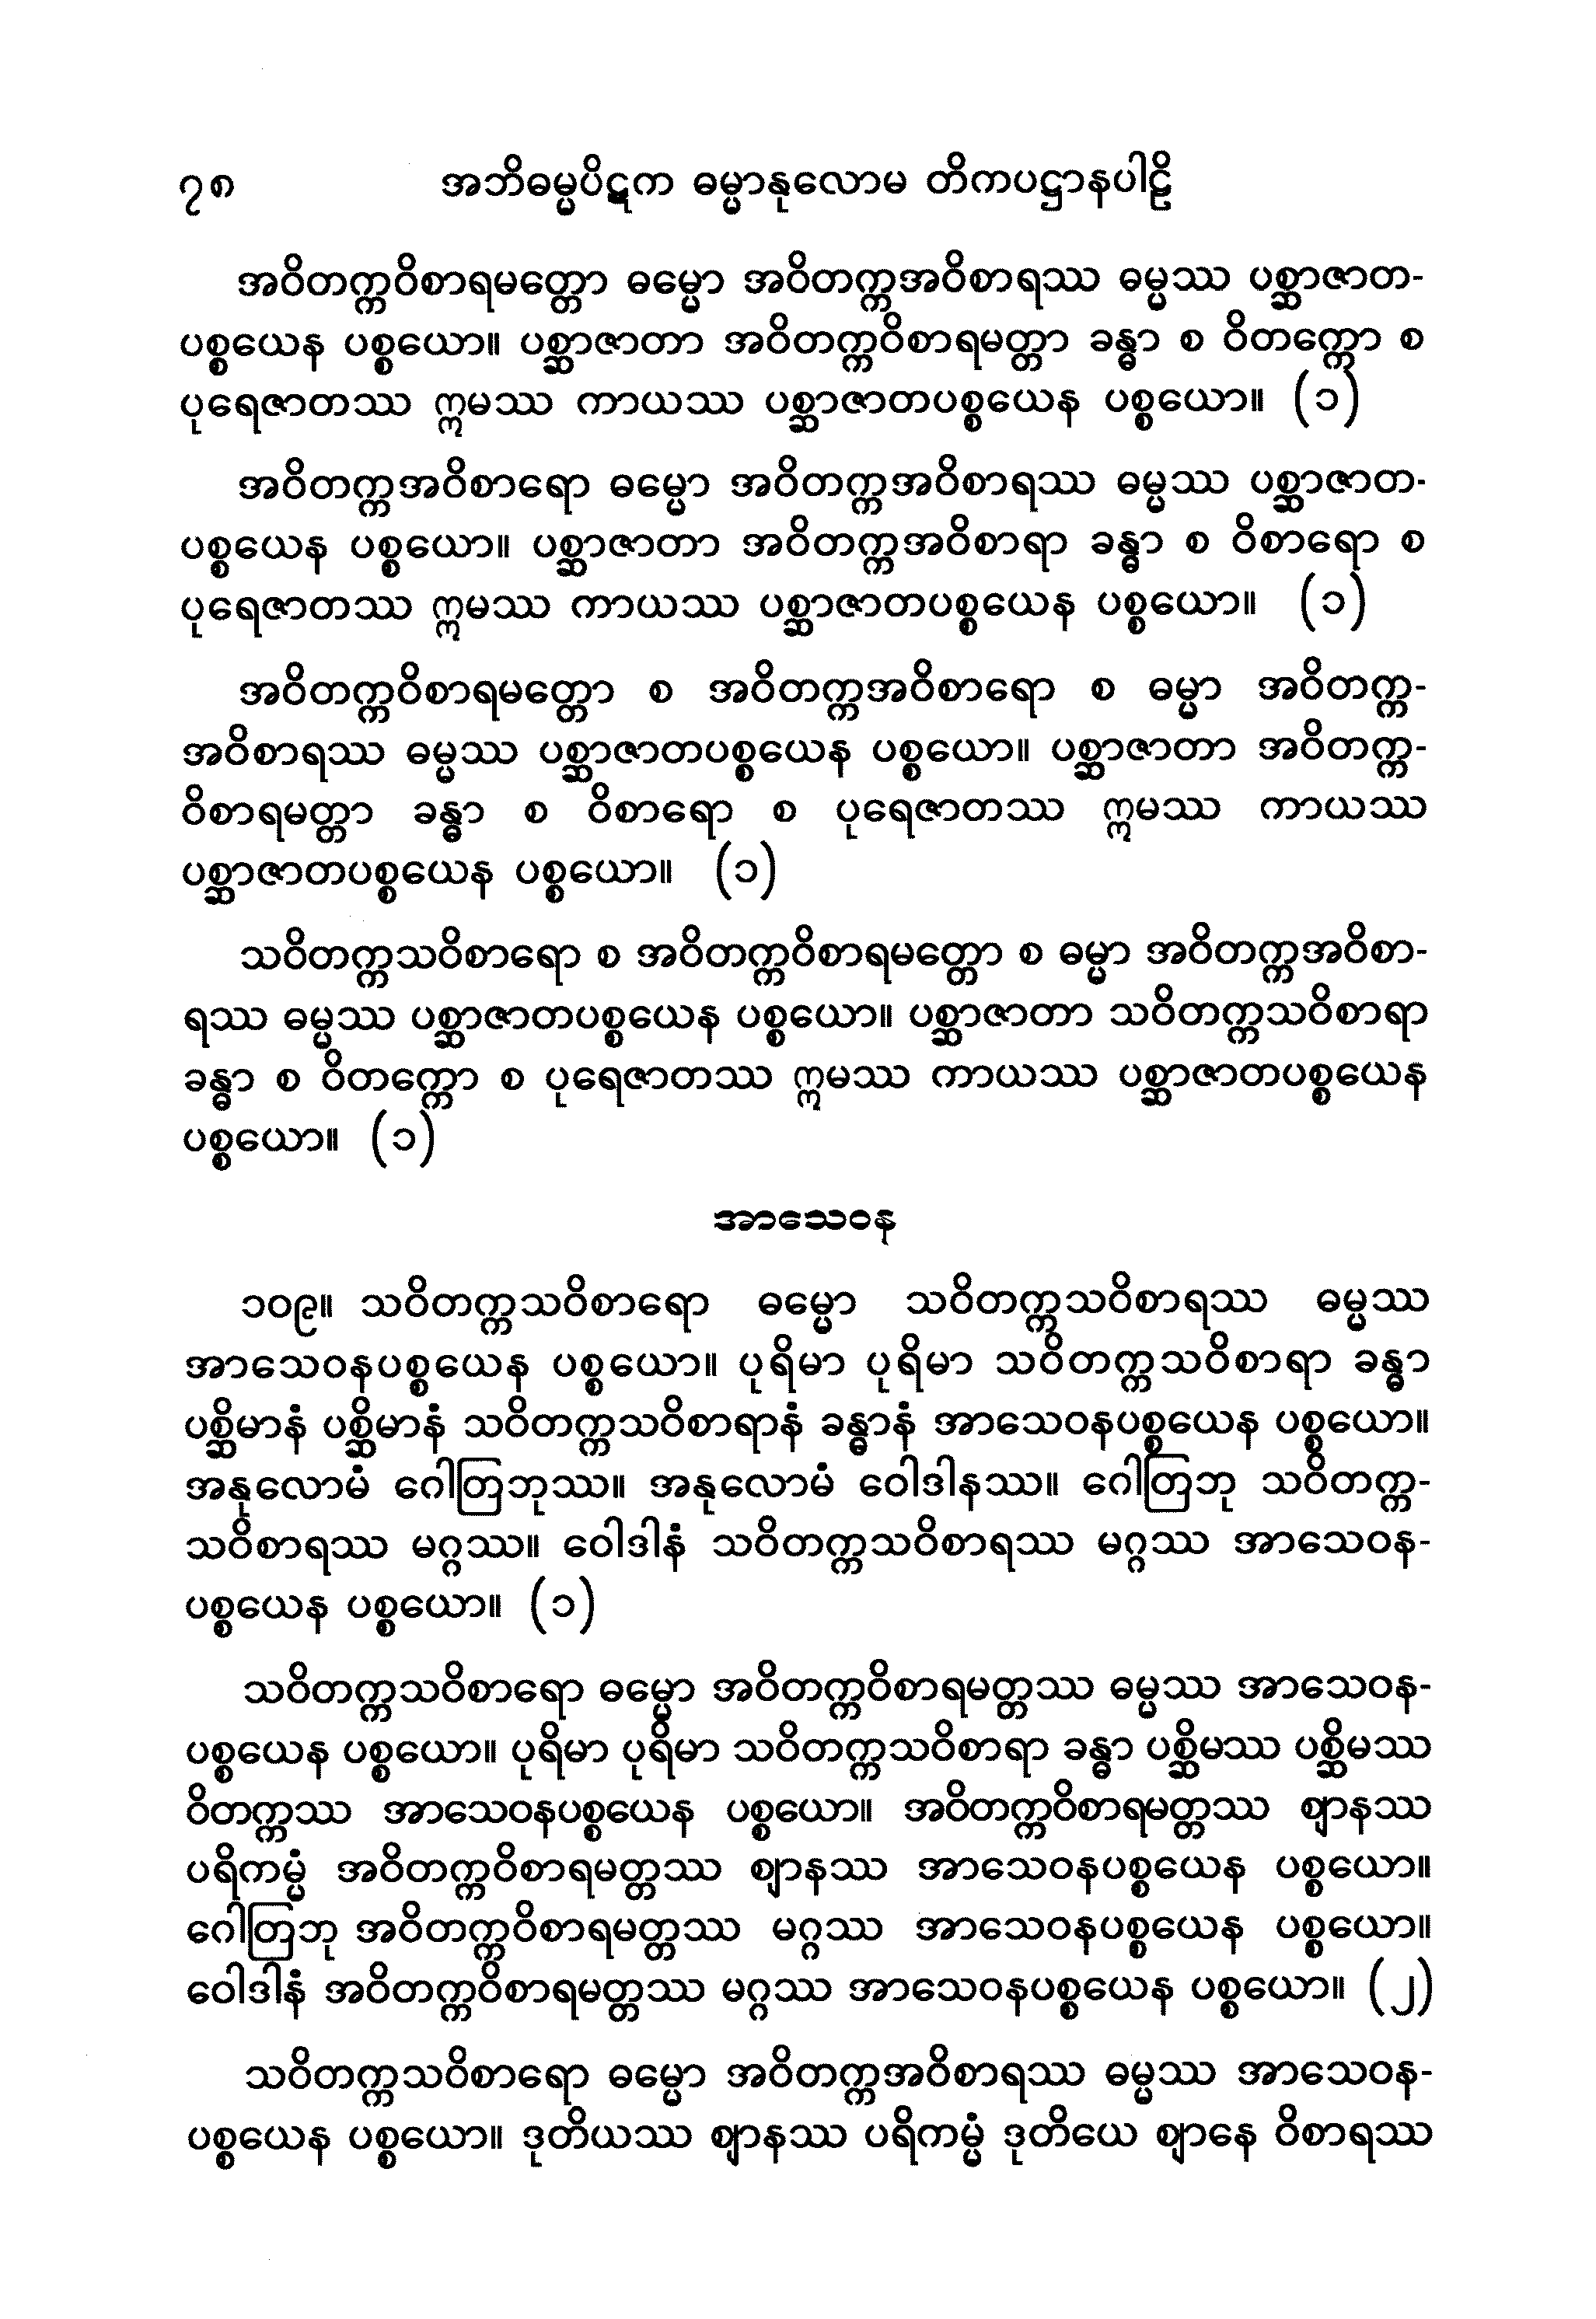 ၇၈ အဘိဓမ္မပိဋက ဓမ္မာနုလောမ တိကပဋ္ဌာနပါဠိ
အဝိတက္ကဝိစာရမတ္တော ဓမ္မော အဝိတက္ကအဝိစာရဿ ဓမ္မဿ ပစ္ဆာဇာတ-
ပစ္စယေန ပစ္စယော။ ပစ္ဆာဇာတာ အဝိတက္ကဝိစာရမတ္တာ ခန္ဓာ စ ဝိတက္ကော စ
ပုရေဇာတဿ ဣမဿ ကာယဿ ပစ္ဆာဇာတပစ္စယေန ပစ္စယော။ (၁)
အဝိတက္ကအဝိစာရော ဓမ္မော အဝိတက္ကအဝိစာရဿ ဓမ္မဿ ပစ္ဆာဇာတ-
ပစ္စယေန ပစ္စယော။ ပစ္ဆာဇာတာ အဝိတက္ကအဝိစာရာ ခန္ဓာ စ ဝိစာရော စ
ပုရေဇာတဿ ဣမဿ ကာယဿ ပစ္ဆာဇာတပစ္စယေန ပစ္စယော။ (၁)
အဝိတက္ကဝိစာရမတ္တော စ အဝိတက္ကအဝိစာရော စ ဓမ္မာ အဝိတက္က-
အဝိစာရဿ ဓမ္မဿ ပစ္ဆာဇာတပစ္စယေန ပစ္စယော။ ပစ္ဆာဇာတာ အဝိတက္က-
ဝိစာရမတ္တာ ခန္ဓာ စ ဝိစာရော စ ပုရေဇာတဿ ဣမဿ ကာယဿ
ပစ္ဆာဇာတပစ္စယေန ပစ္စယော။ (၁)
သဝိတက္ကသဝိစာရော စ အဝိတက္ကဝိစာရမတ္တော စ ဓမ္မာ အဝိတက္ကအဝိစာ-
ရဿ ဓမ္မဿ ပစ္ဆာဇာတပစ္စယေန ပစ္စယော။ ပစ္ဆာဇာတာ သဝိတက္ကသဝိစာရာ
ခန္ဓာ စ ဝိတက္ကော စ ပုရေဇာတဿ ဣမဿ ကာယဿ ပစ္ဆာဇာတပစ္စယေန
ပစ္စယော။ (၁)
အာသေဝန
၁၀၉။ သဝိတက္ကသဝိစာရော ဓမ္မော သဝိတက္ကသဝိစာရဿ ဓမ္မဿ
အာသေဝနပစ္စယေန ပစ္စယော။ ပုရိမာ ပုရိမာ သဝိတက္ကသဝိစာရာ ခန္ဓာ
ပစ္ဆိမာနံ ပစ္ဆိမာနံ သဝိတက္ကသဝိစာရာနံ ခန္ဓာနံ အာသေဝနပစ္စယေန ပစ္စယော။
အနုလောမံ ဂေါတြဘုဿ။ အနုလောမံ ဝေါဒါနဿ။ ဂေါတြဘု သဝိတက္က-
သဝိစာရဿ မဂ္ဂဿ။ ဝေါဒါနံ သဝိတက္ကသဝိစာရဿ မဂ္ဂဿ အာသေဝန-
ပစ္စယေန ပစ္စယော။ (၁)
သဝိတက္ကသဝိစာရော ဓမ္မော အဝိတက္ကဝိစာရမတ္တဿ ဓမ္မဿ အာသေဝန-
ပစ္စယေန ပစ္စယော။ ပုရိမာ ပုရိမာ သဝိတက္ကသဝိစာရာ ခန္ဓာ ပစ္ဆိမဿ ပစ္ဆိမဿ
ဝိတက္ကဿ အာသေဝနပစ္စယေန ပစ္စယော။ အဝိတက္ကဝိစာရမတ္တဿ ဈာနဿ
ပရိကမ္မံ အဝိတက္ကဝိစာရမတ္တဿ ဈာနဿ အာသေဝနပစ္စယေန ပစ္စယော။
ဂေါတြဘု အဝိတက္ကဝိစာရမတ္တဿ မဂ္ဂဿ အာသေဝနပစ္စယေန ပစ္စယော။
ဝေါဒါနံ အဝိတက္ကဝိစာရမတ္တဿ မဂ္ဂဿ အာသေဝနပစ္စယေန ပစ္စယော။ (၂)
သဝိတက္ကသဝိစာရော ဓမ္မော အဝိတက္ကအဝိစာရဿ ဓမ္မဿ အာသေဝန-
ပစ္စယေန ပစ္စယော။ ဒုတိယဿ ဈာနဿ ပရိကမ္မံ ဒုတိယေ ဈာနေ ဝိစာရဿ